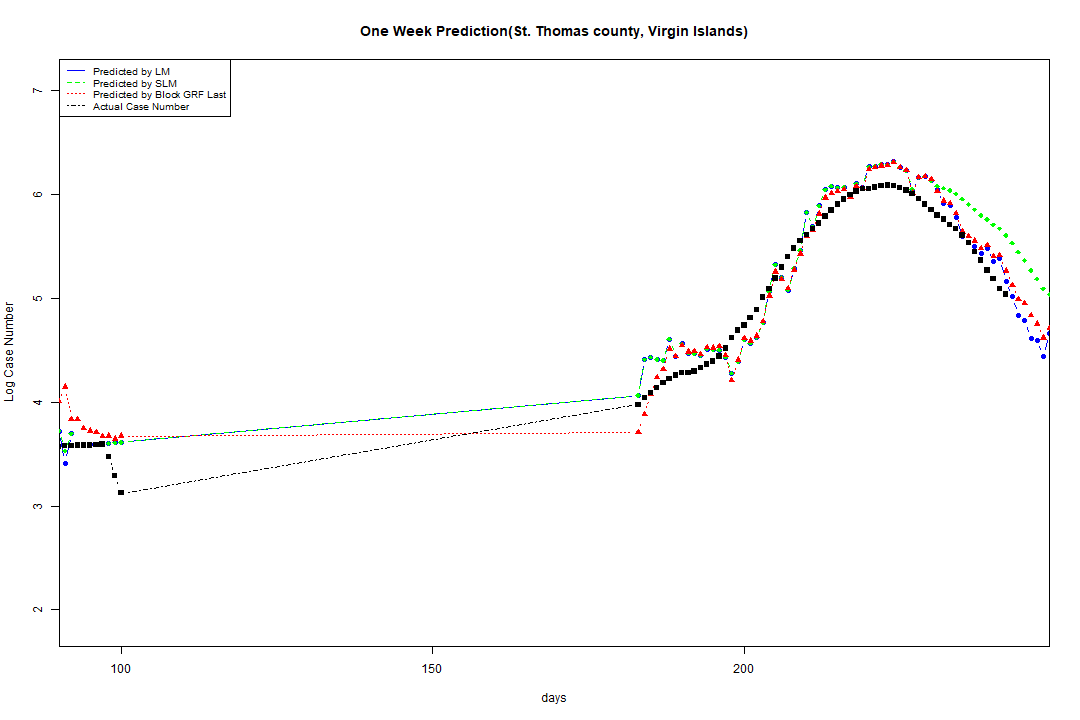 One Week Prediction(St. Thomas county, Virgin Islands)
Predicted by LM
Predicted by SLM
Predicted by Block GRF Last
Actual Case Number
7
6
5
4
3
2
Log Case Number
100
150
200
days